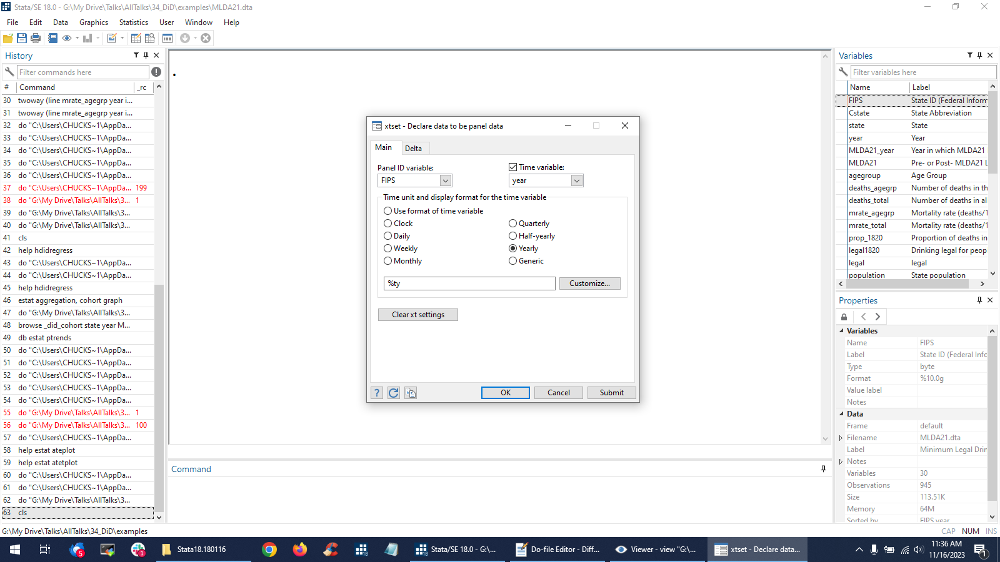 Stata/SE 18.0 - G:\My Drive\Talks\AllTalks\34_DiD\examples\MLDA21.dta
File Edit Data Graphics Statistics User Window Help
History
Filter commands here
# Command _rc
30 twoway (line mrate_agegrp year i...
31 twoway (line mrate_agegrp year i...
32 do "C:\Users\CHUCKS~1\AppDa...
33 do "C:\Users\CHUCKS~1\AppDa...
34 do "C:\Users\CHUCKS~1\AppDa...
35 do "C:\Users\CHUCKS~1\AppDa...
36 do "C:\Users\CHUCKS~1\AppDa...
37 do "C:\Users\CHUCKS~1\AppDa... 199
38 do "G:\My Drive\Talks\AllTalks\3... 1
39 do "G:\My Drive\Talks\AllTalks\3...
40 do "G:\My Drive\Talks\AllTalks\3...
41 cls
42 help hdidregress
43 do "C:\Users\CHUCKS~1\AppDa...
44 do "C:\Users\CHUCKS~1\AppDa...
45 help hdidregress
46 estat aggregation, cohort graph
47 do "G:\My Drive\Talks\AllTalks\3...
48 browse _did_cohort state year M...
49 db estat ptrends
50 do "C:\Users\CHUCKS~1\AppDa...
51 do "C:\Users\CHUCKS~1\AppDa...
52 do "C:\Users\CHUCKS~1\AppDa...
53 do "C:\Users\CHUCKS~1\AppDa...
54 do "C:\Users\CHUCKS~1\AppDa...
55 do "G:\My Drive\Talks\AllTalks\3... 1
56 do "G:\My Drive\Talks\AllTalks\3... 100
57 do "C:\Users\CHUCKS~1\AppDa...
58 help estat ateplot
59 help estat atetplot
60 do "C:\Users\CHUCKS~1\AppDa...
61 do "C:\Users\CHUCKS~1\AppDa...
62 do "G:\My Drive\Talks\AllTalks\3...
63 cls
.
xtset - Declare data to be panel data
Main Delta
Panel ID variable: Time variable:
FIPS year
Time unit and display format for the time variable
Use format of time variable
Clock Quarterly
Daily Half-yearly
Weekly Yearly
Monthly Generic
%ty Customize...
Clear xt settings
? OK Cancel Submit
Command
Variables
Filter variables here
Name Label
FIPS State ID (Federal Inform
Cstate State Abbreviation
state State
year Year
MLDA21_year Year in which MLDA21
MLDA21 Pre- or Post- MLDA21 L
agegroup Age Group
deaths_agegrp Number of deaths in th
deaths_total Number of deaths in al
mrate_agegrp Mortality rate (deaths/1
mrate_total Mortality rate (deaths/1
prop_1820 Proportion of deaths in
legal1820 Drinking legal for peop
legal legal
population State population
Properties
Variables
Name FIPS
Label State ID (Federal Infc
Type byte
Format %10.0g
Value label
Notes
Data
Frame default
Filename MLDA21.dta
Label Minimum Legal Drin
Notes
Variables 30
Observations 945
Size 113.51K
Memory 64M
Sorted by FIPS year
G:\My Drive\Talks\AllTalks\34_DiD\examples
CAP NUM INS
5 1 Stata18.180116 18 18 Stata/SE 18.0 - G:\... Do-file Editor - Diff... Viewer - view "G:\... xtset - Declare data...
11:36 AM
11/16/2023
1